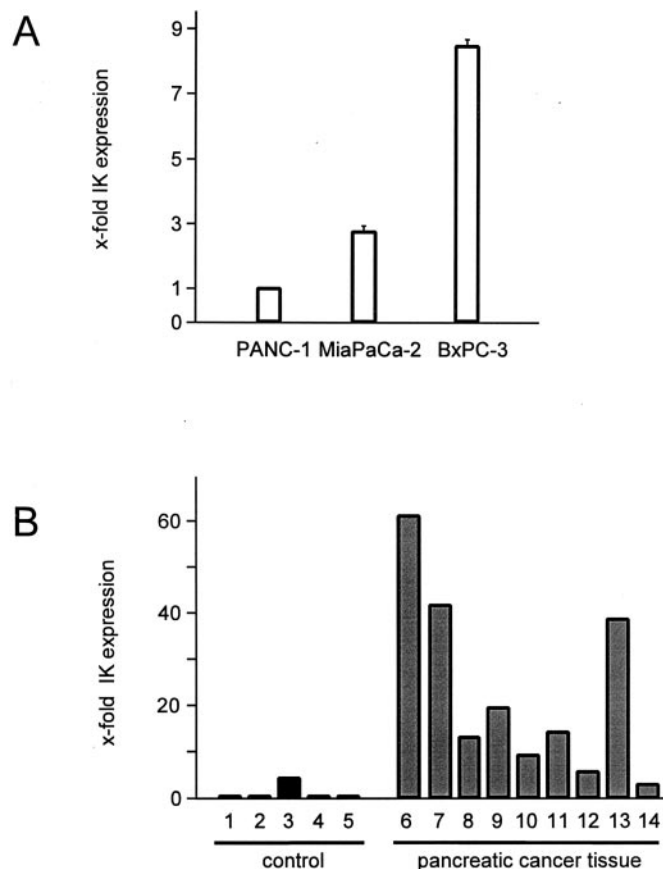 A
x-fold IK expression
9
7
5
3
1
0
PANC-1 MiaPaCa-2 BxPC-3
B
x-fold IK expression
60
40
20
0
1 2 3 4 5 6 7 8 9 10 11 12 13 14
control pancreatic cancer tissue